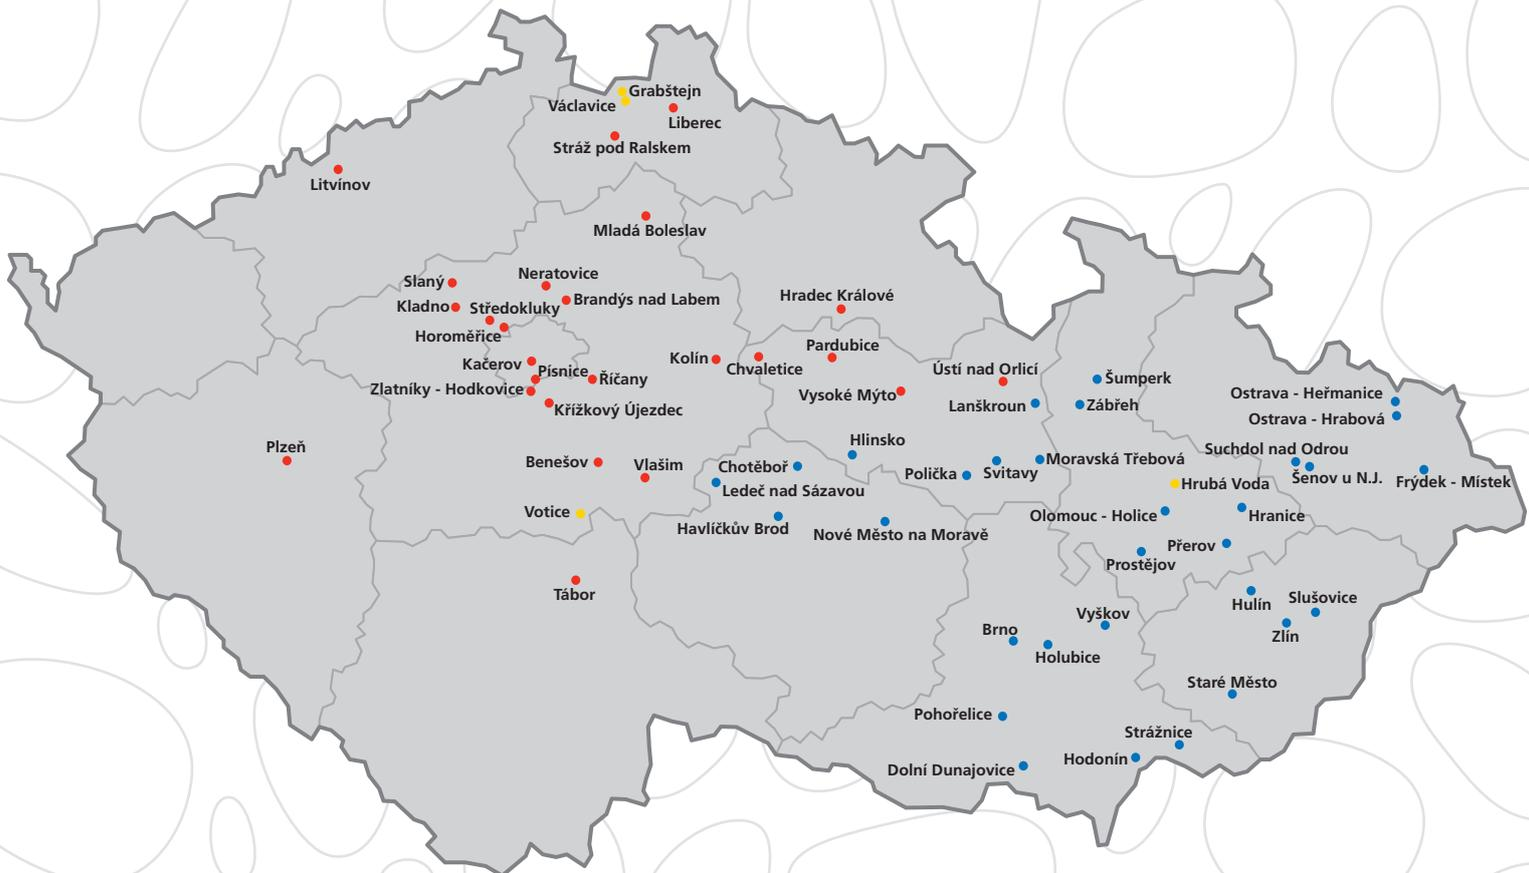 Grabštejn
Václavice
Liberec
Stráž pod Ralskem
Litvínov
Mladá Boleslav
Slaný
Neratovice
Kladno
Středokluky
Brandýs nad Labem
Hradec Králové
Horoměřice
Pardubice
Kačerov
Kolín
Chvaletice
Písnice
Ústí nad Orlicí
Říčany
Šumperk
Zlatníky - Hodkovice
Vysoké Mýto
Ostrava - Heřmanice
Křížkový Újezdec
Lanškroun
Zábřeh
Ostrava - Hrabová
Hlinsko
Plzeň
Suchdol nad Odrou
Benešov
Vlašim
Chotěboř
Moravská Třebová
Polička
Svitavy
Šenov u N.J.
Frýdek - Místek
Ledeč nad Sázavou
Hrubá Voda
Votice
Olomouc - Holice
Hranice
Havlíčkův Brod
Nové Město na Moravě
Přerov
Prostějov
Tábor
Hulín
Slušovice
Vyškov
Brno
Zlín
Holubice
Staré Město
Pohořelice
Strážnice
Hodonín
Dolní Dunajovice